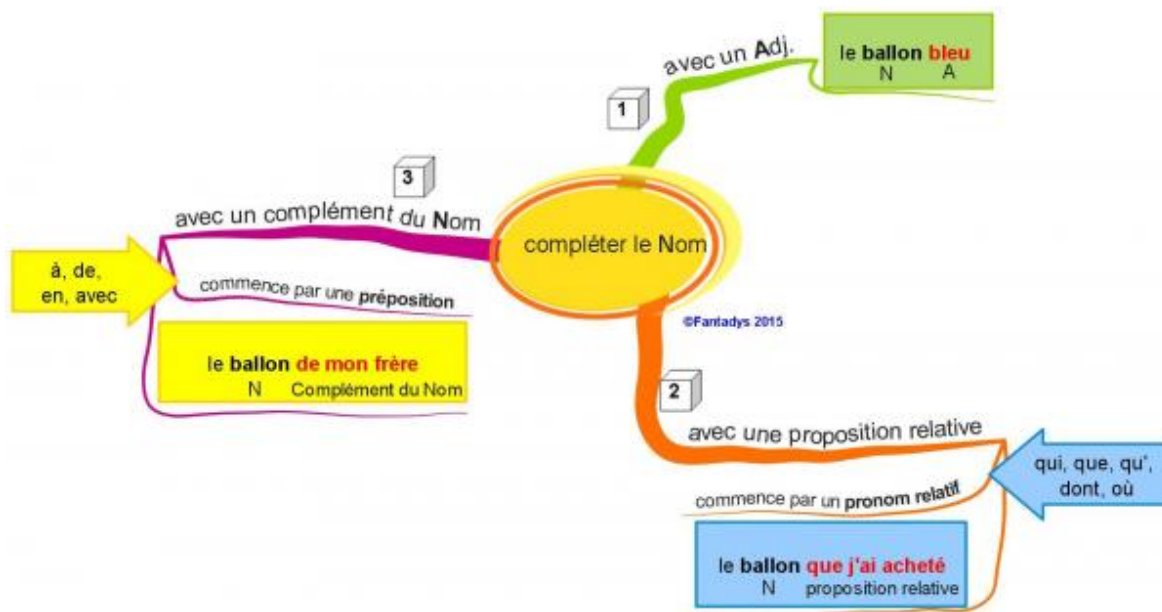 compléter le Nom
©Fantadys 2015
1
avec un Adj.
le ballon bleu
N A
2
avec une proposition relative
commence par un pronom relatif
qui, que, qu',
dont, où
le ballon que j'ai acheté
N proposition relative
3
avec un complément du Nom
à, de,
en, avec
commence par une préposition
le ballon de mon frère
N Complément du Nom